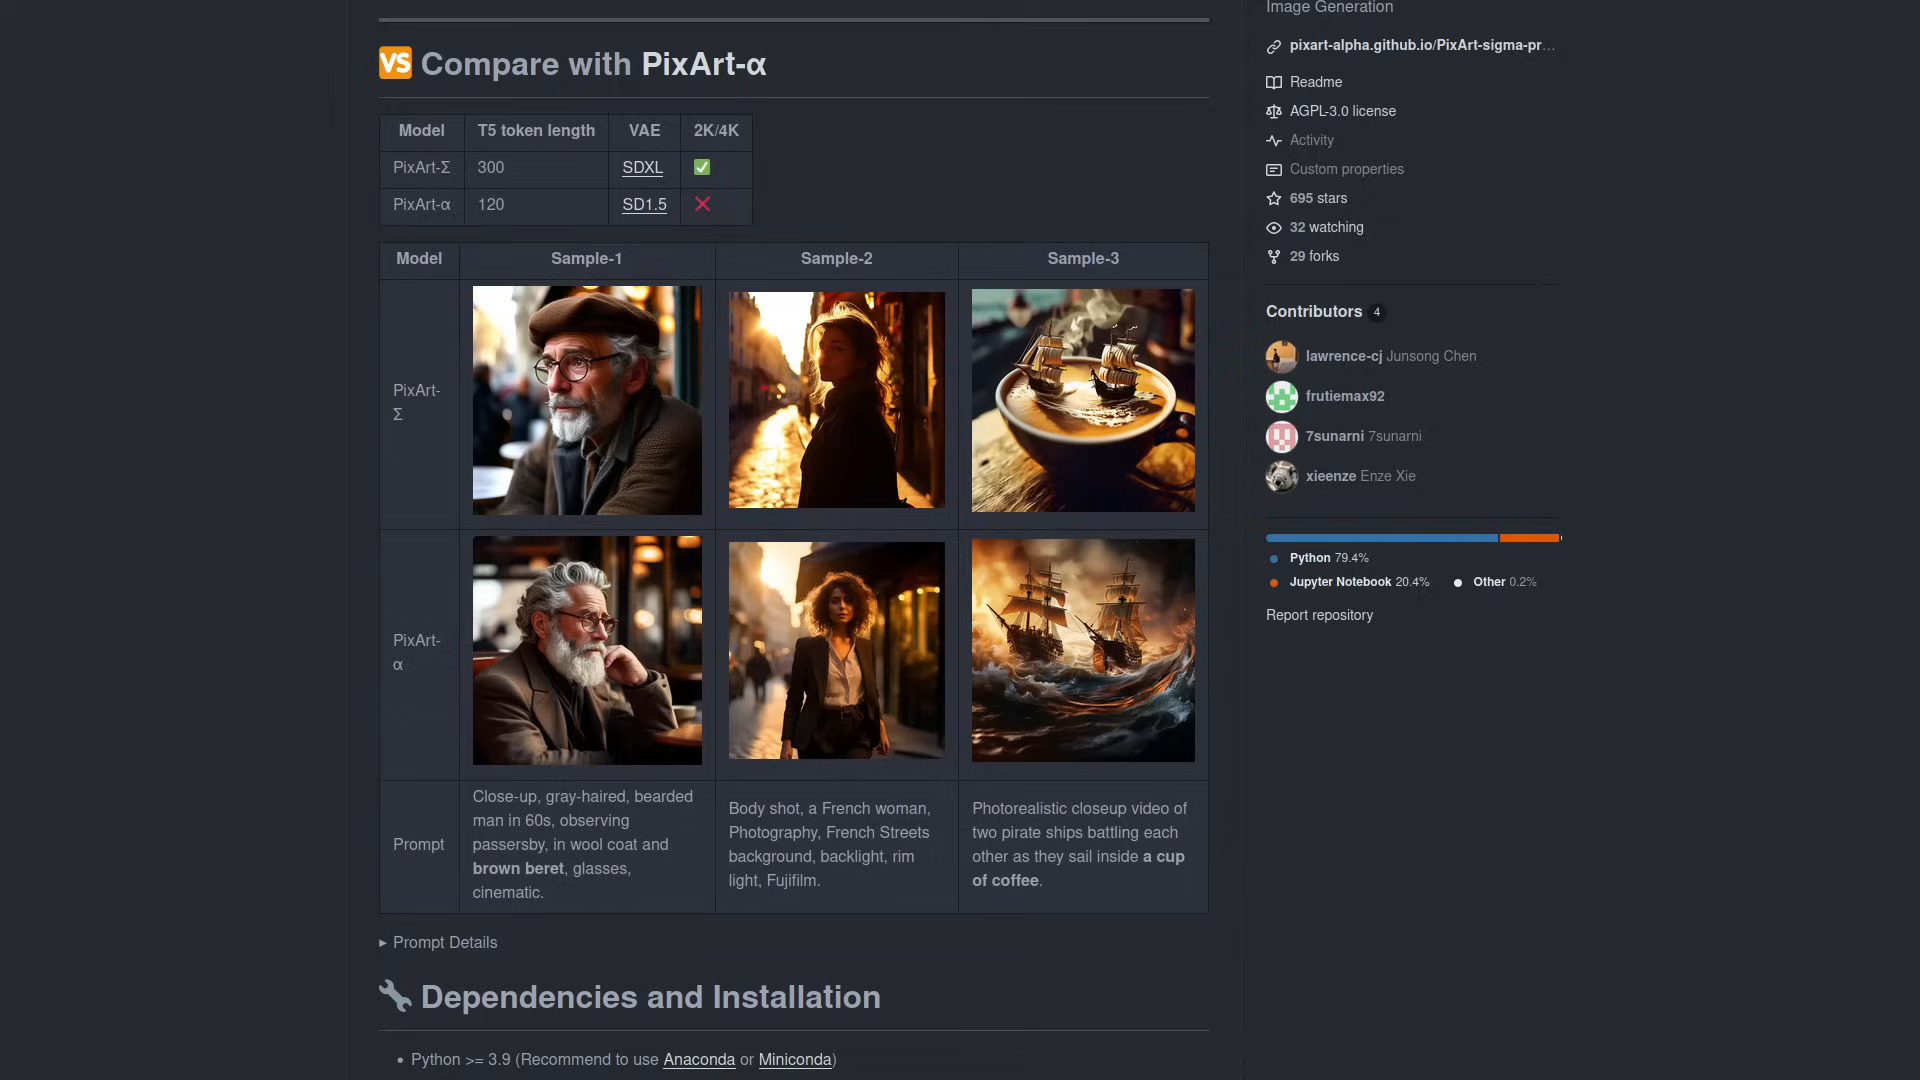 VS Compare with PixArt-α
Model T5 token length VAE 2K/4K
PixArt-Σ 300 SDXL ✅
PixArt-α 120 SD1.5 ❌
Model Sample-1 Sample-2 Sample-3
PixArt-
Σ
PixArt-
α
Prompt
Close-up, gray-haired, bearded
man in 60s, observing
passersby, in wool coat and
brown beret, glasses,
cinematic.
Body shot, a French woman,
Photography, French Streets
background, backlight, rim
light, Fujifilm.
Photorealistic closeup video of
two pirate ships battling each
other as they sail inside a cup
of coffee.
Prompt Details
Dependencies and Installation
• Python >= 3.9 (Recommend to use Anaconda or Miniconda)
Image Generation
pixart-alpha.github.io/PixArt-sigma-pr…
Readme
AGPL-3.0 license
Activity
Custom properties
695 stars
32 watching
29 forks
Contributors 4
lawrence-cj Junsong Chen
frutiemax92
7sunarni 7sunarni
xieenze Enze Xie
Python 79.4%
Jupyter Notebook 20.4% Other 0.2%
Report repository